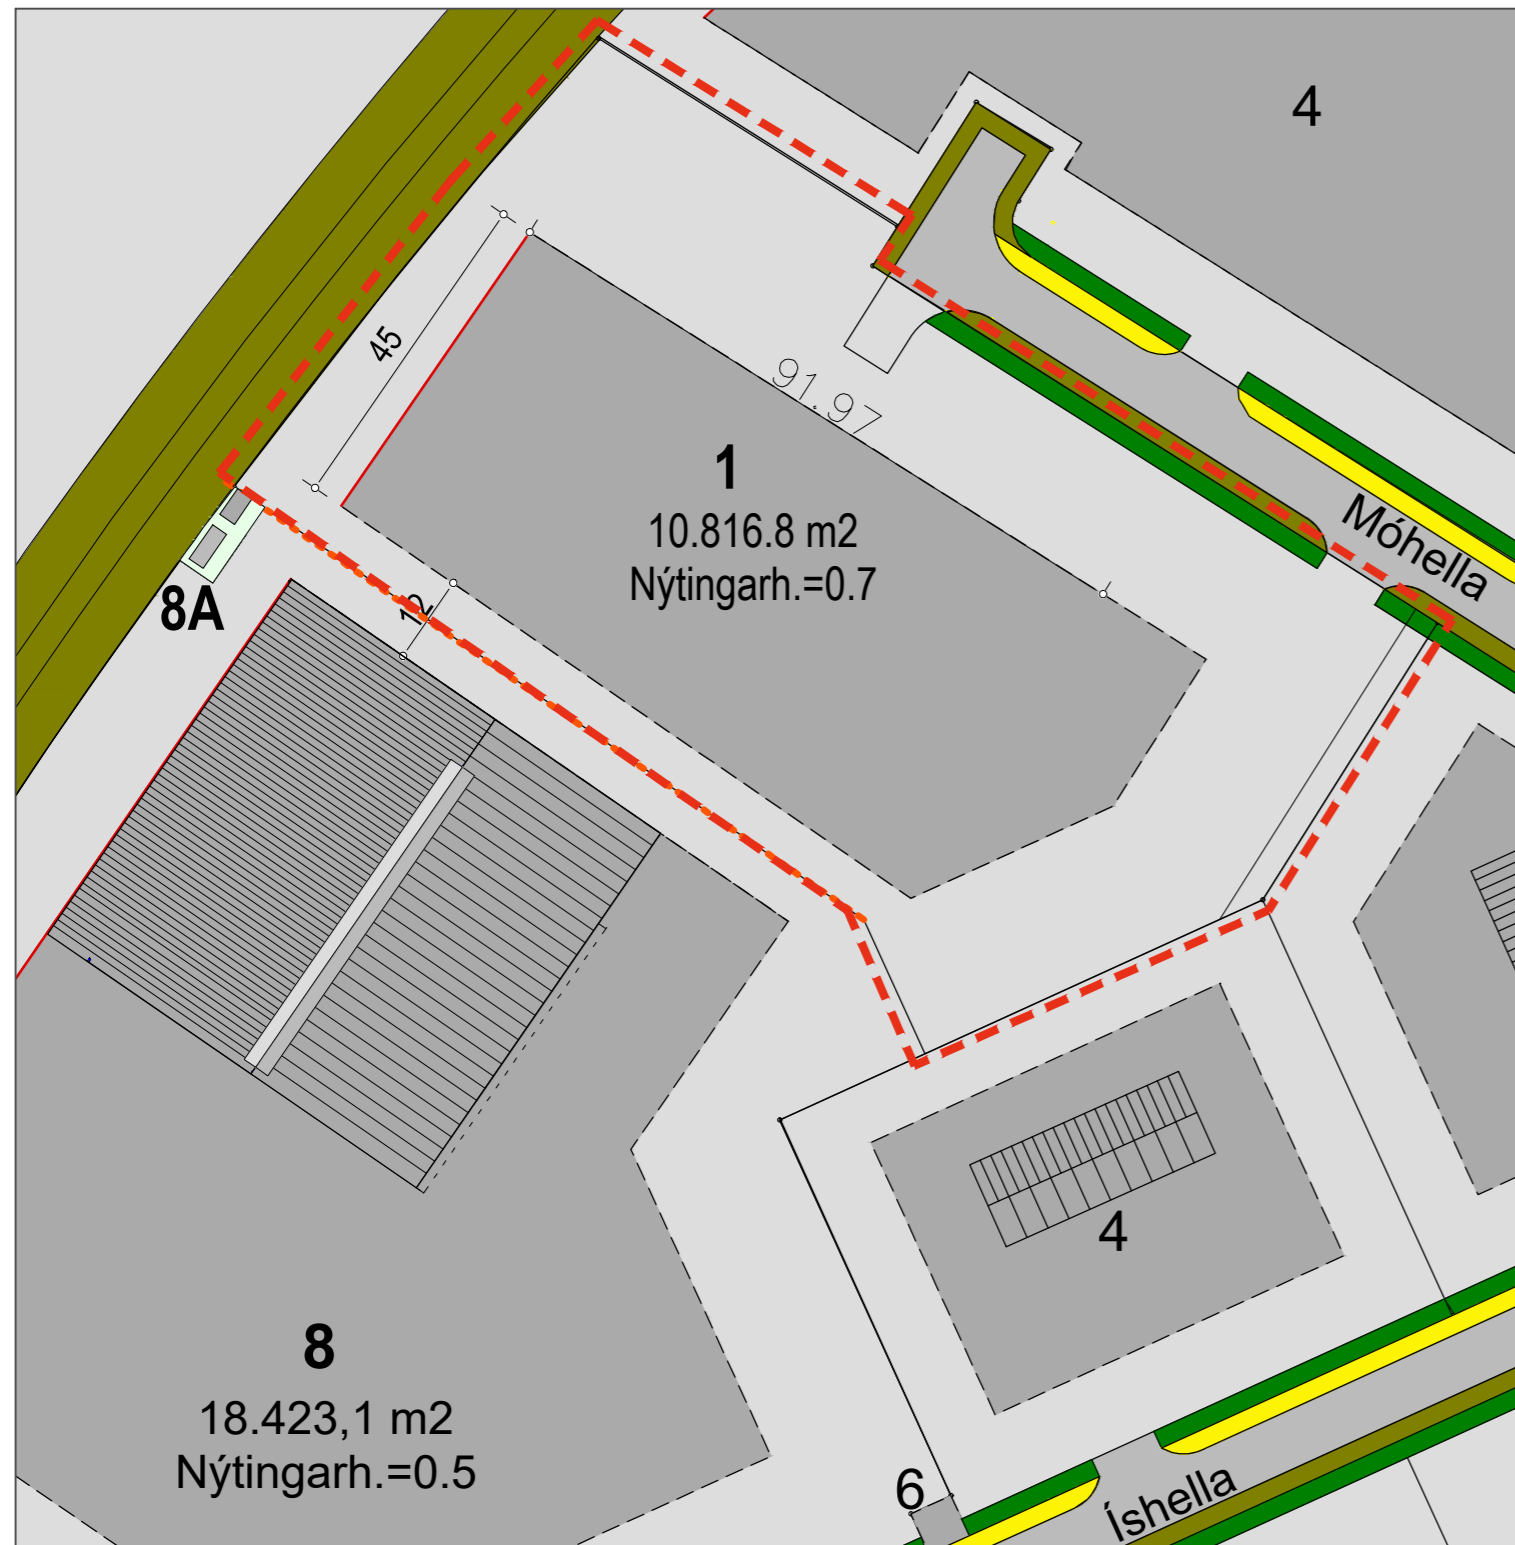 4
45
91.97
1
10.816.8 m2
Nýtingarh.=0.7
Móhella
8A
12
4
8
18.423,1 m2
Nýtingarh.=0.5
6
Íshella